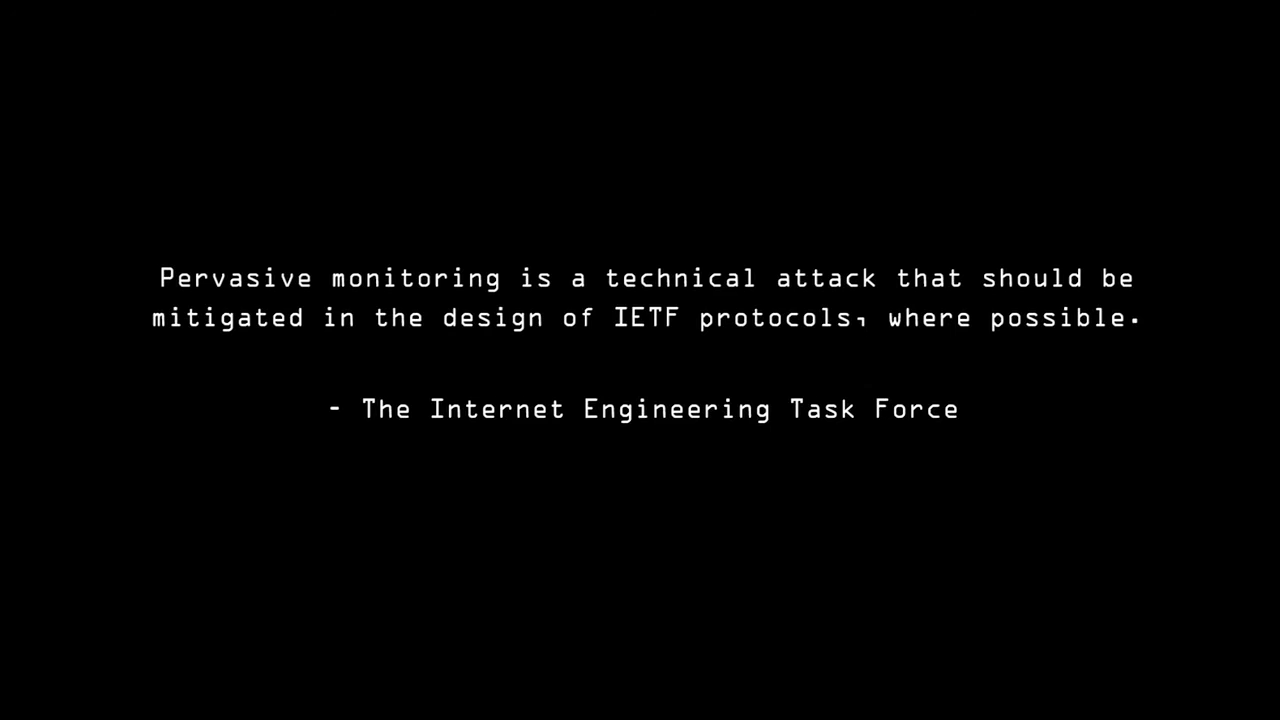 Pervasive monitoring is a technical attack that should be
mitigated in the design of IETF protocols, where possible.
- The Internet Engineering Task Force